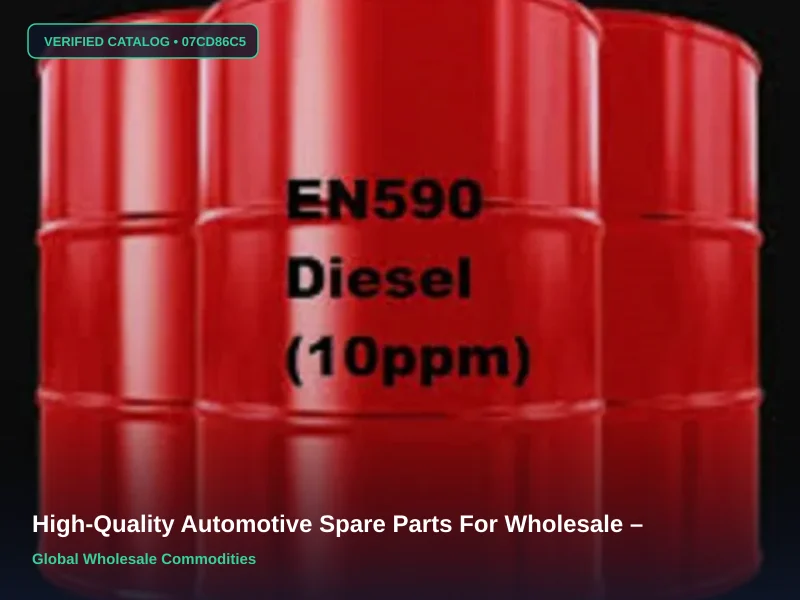 VERIFIED CATALOG • 07CD86C5
EN590
Diesel
(10ppm)
High-Quality Automotive Spare Parts For Wholesale –
Global Wholesale Commodities